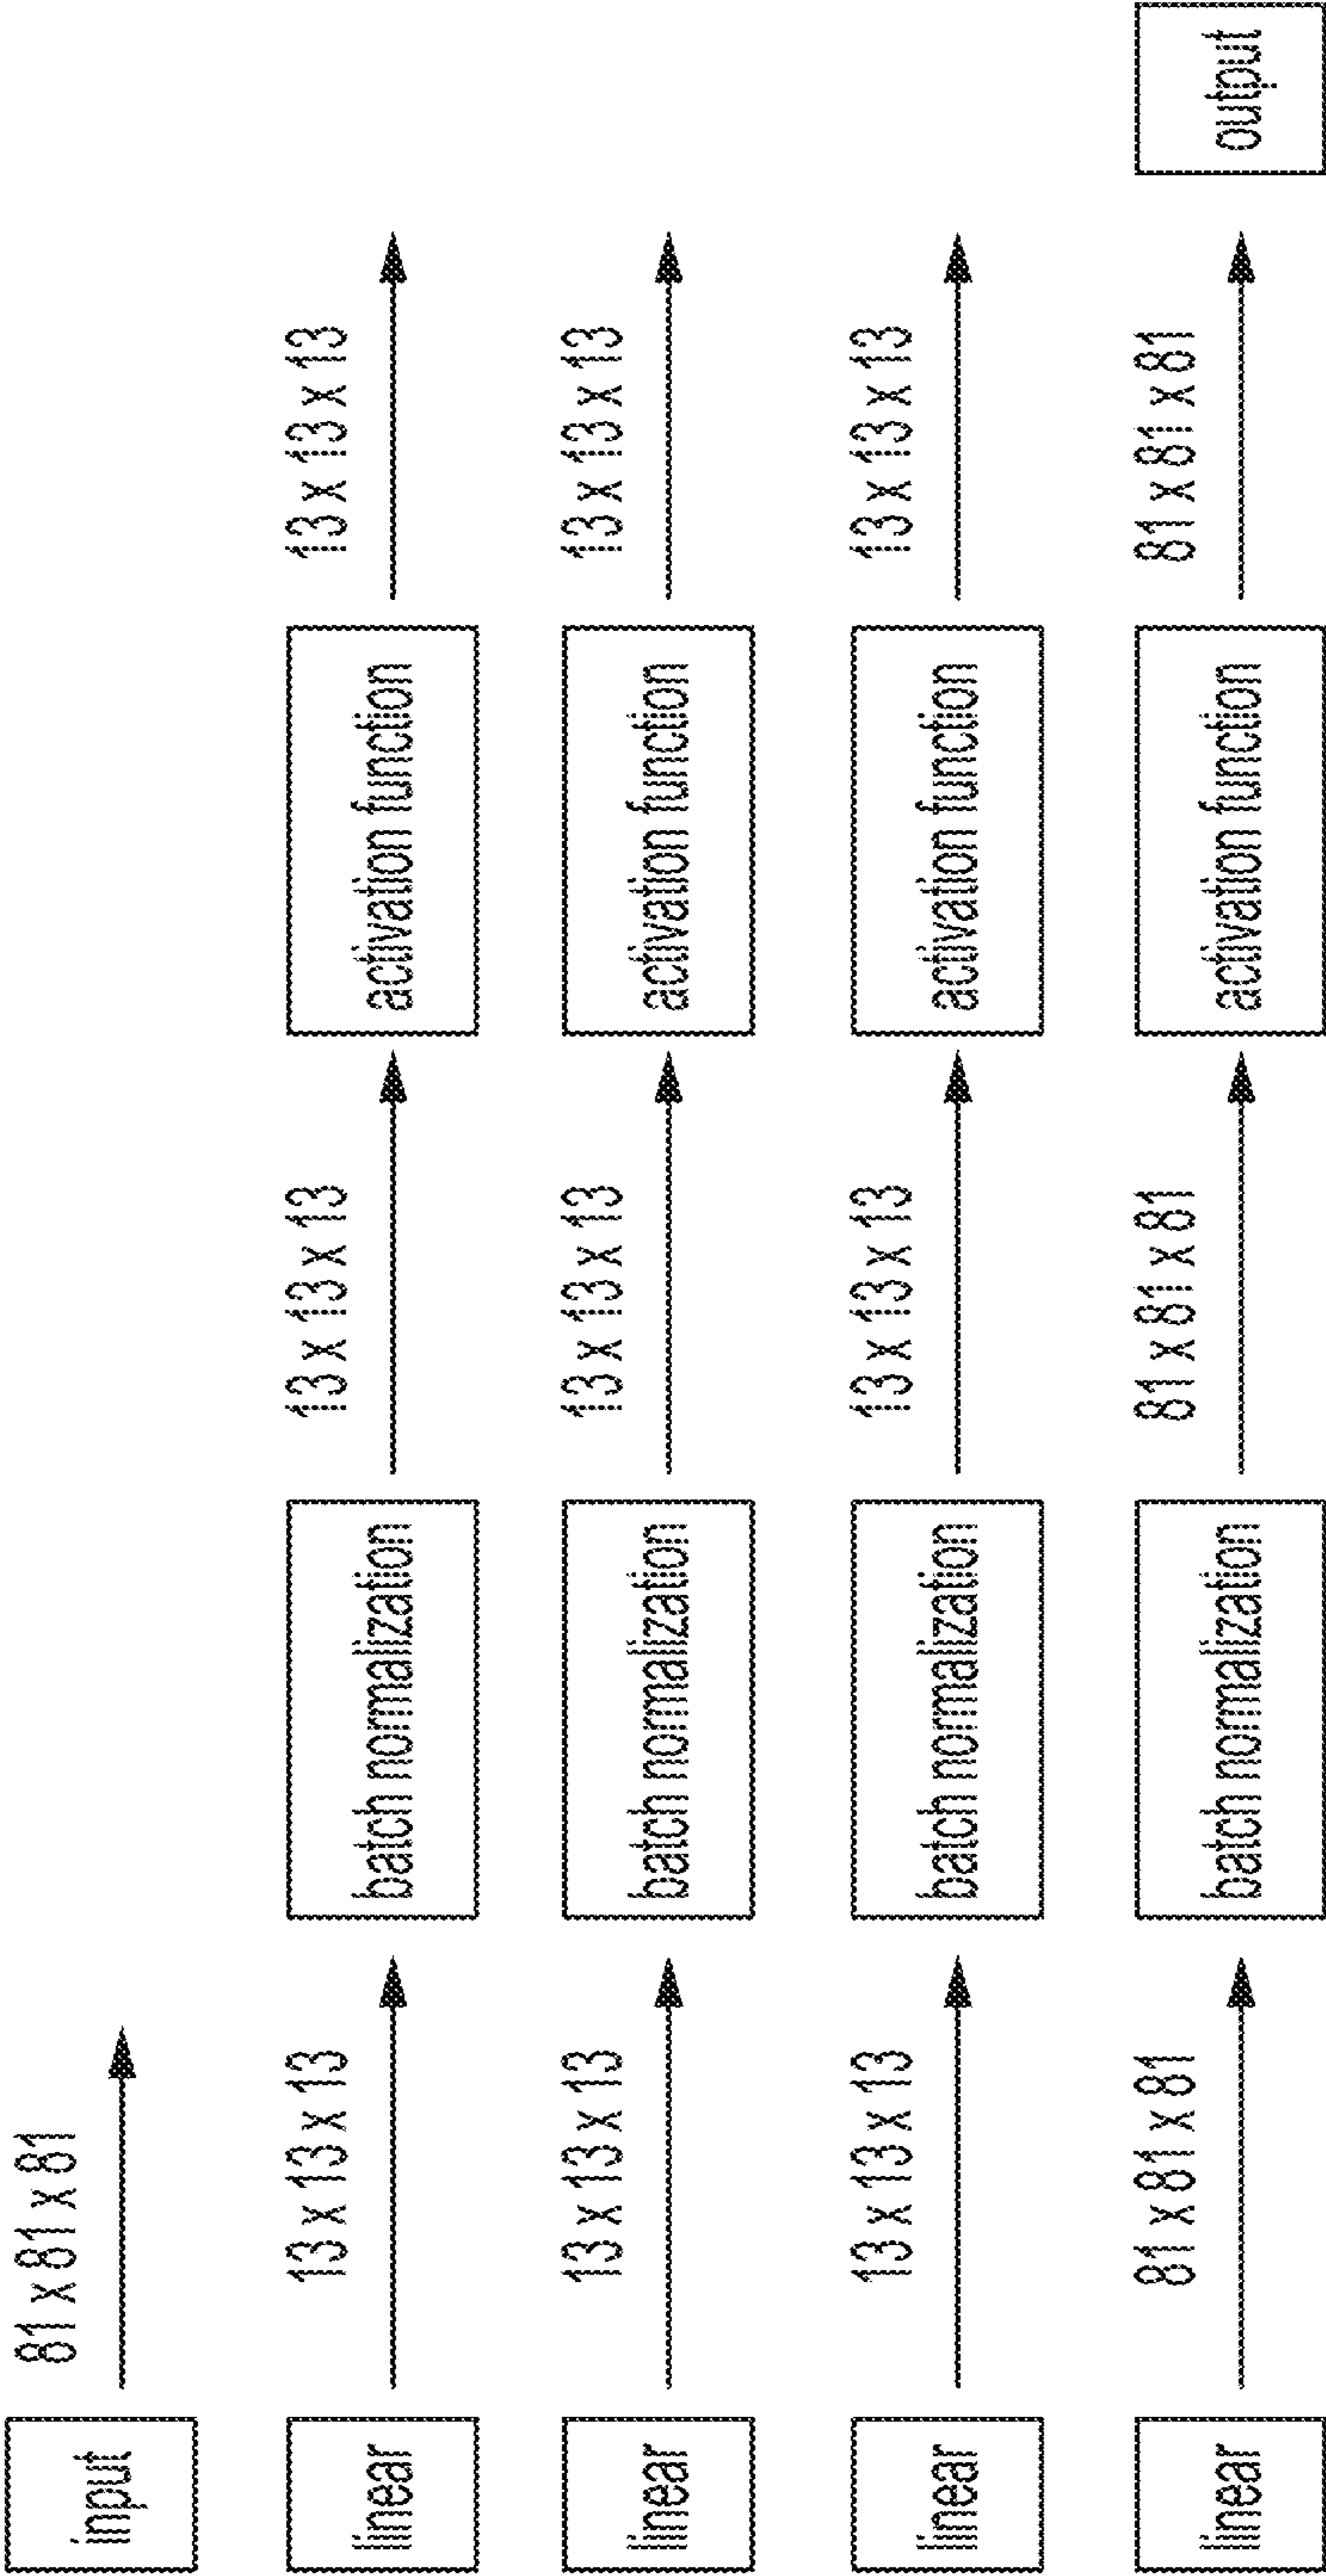 input 81 x 81 x 81
linear 13 x 13 x 13 batch normalization 13 x 13 x 13 activation function 13 x 13 x 13
linear 13 x 13 x 13 batch normalization 13 x 13 x 13 activation function 13 x 13 x 13
linear 13 x 13 x 13 batch normalization 13 x 13 x 13 activation function 13 x 13 x 13
linear 81 x 81 x 81 batch normalization 81 x 81 x 81 activation function 81 x 81 x 81 output